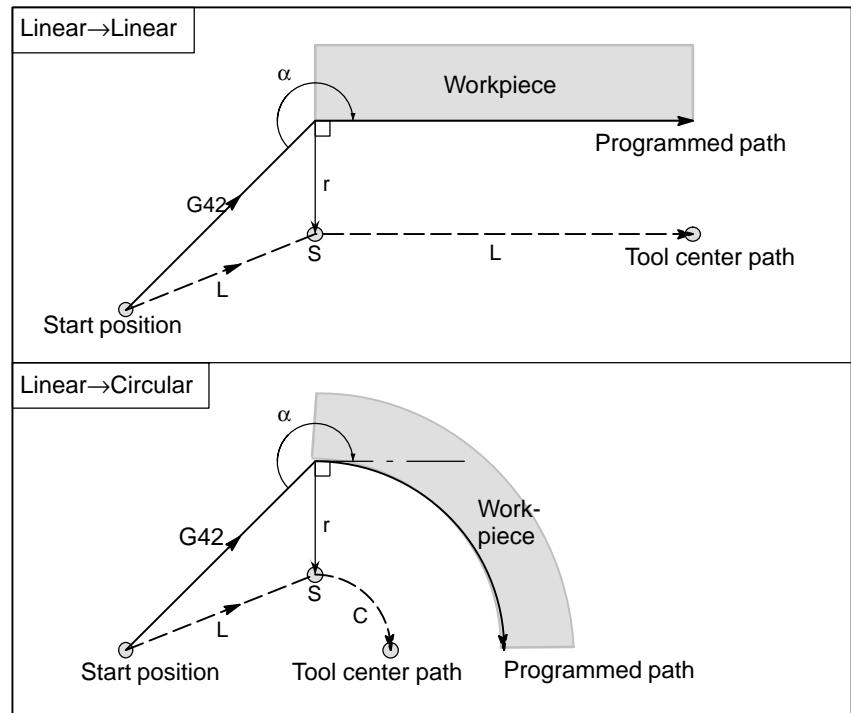 Linear→Linear
α
Workpiece
Programmed path
G42
r
S
L
Tool center path
L
Start position
Linear→Circular
α
Work-
piece
G42
r
S
C
L
Start position
Tool center path
Programmed path